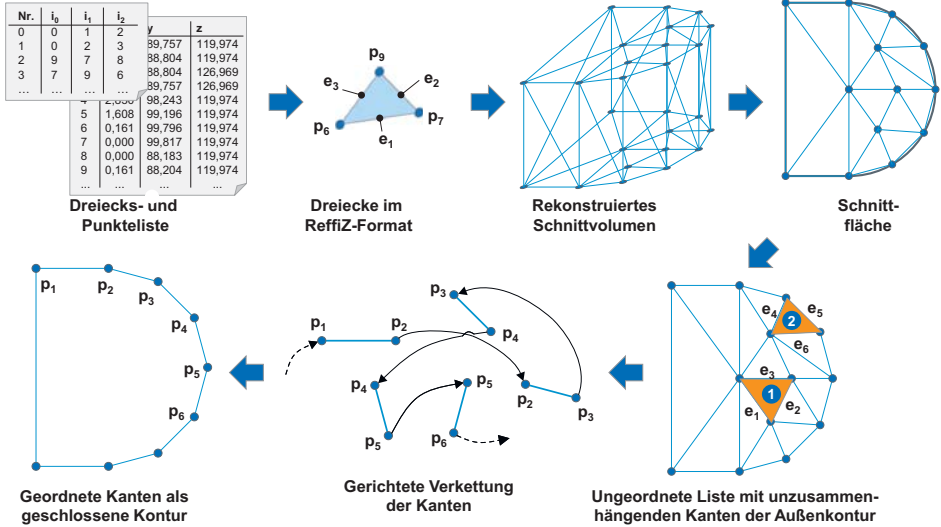 Nr. i0 i1 i2
0 0 1 2
1 0 2 3
2 9 7 8
3 7 9 6
... ... ... ...
y z
89,757 119,974
88,804 119,974
88,804 126,969
89,757 126,969
98,243 119,974
5 1,608 99,196 119,974
6 0,161 99,796 119,974
7 0,000 99,817 119,974
8 0,000 88,183 119,974
9 0,161 88,204 119,974
... ... ... ...
Dreiecks- und
Punkteliste
p9
e3 e2
p6 p7
e1
Dreiecke im
ReffiZ-Format
Rekonstruiertes
Schnittvolumen
Schnitt-
fläche
p1 p2
p3
p4
p5
p6
Geordnete Kanten als
geschlossene Kontur
p3
p1 p2 p4
p4 p5
p2 p3
p5 p6
Gerichtete Verkettung
der Kanten
e4 2 e5
e6
e3
1
e1 e2
Ungeordnete Liste mit unzusammen-
hängenden Kanten der Außenkontur